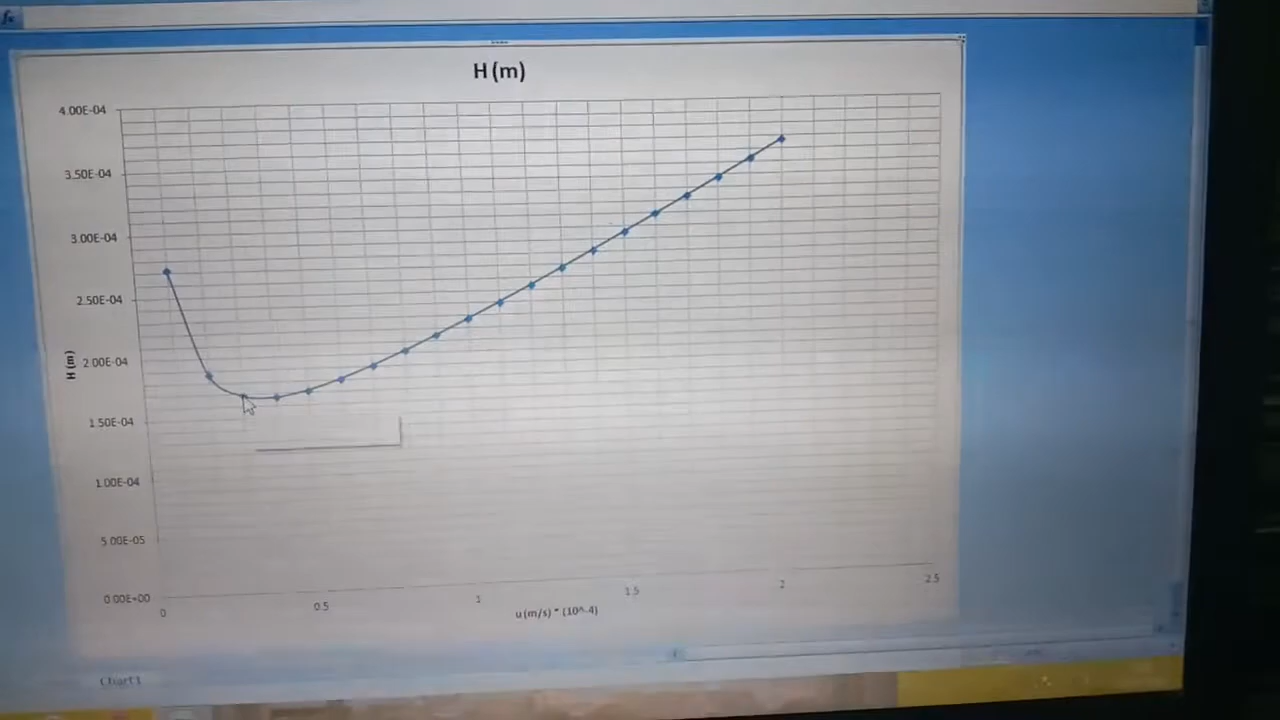 fx
H (m)
4.00E-04
3.50E-04
3.00E-04
2.50E-04
2.00E-04
1.50E-04
1.00E-04
5.00E-05
0.00E+00
H (m)
0
0.5
1
1.5
2
2.5
u (m/s) * (10^-4)
Chart1